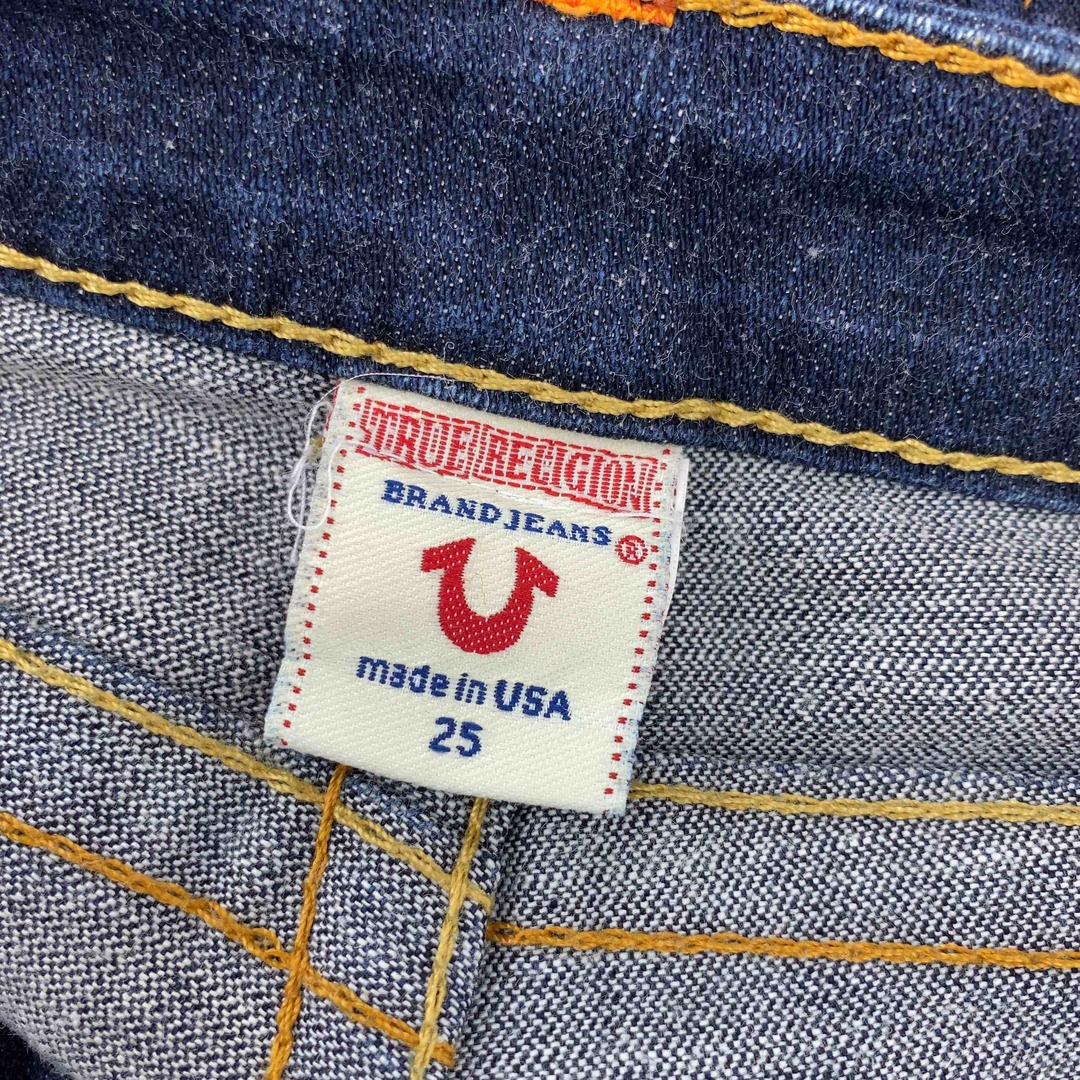 TRUE RELIGION
BRAND JEANS
®
made in USA
25